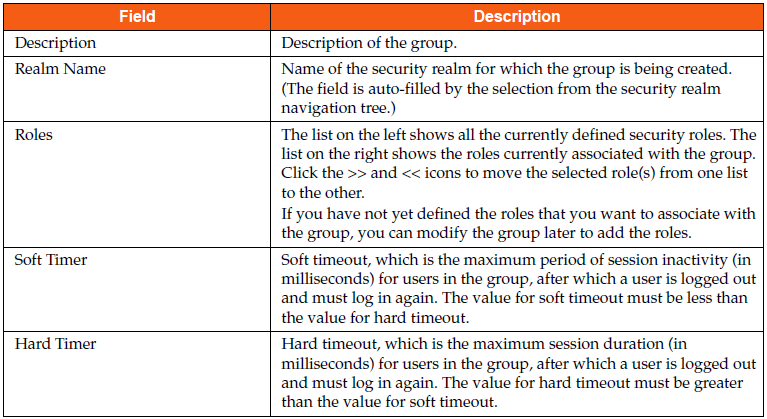 Field Description
Description Description of the group.
Realm Name Name of the security realm for which the group is being created.
(The field is auto-filled by the selection from the security realm
navigation tree.)
Roles The list on the left shows all the currently defined security roles. The
list on the right shows the roles currently associated with the group.
Click the >> and << icons to move the selected role(s) from one list
to the other.
If you have not yet defined the roles that you want to associate with
the group, you can modify the group later to add the roles.
Soft Timer Soft timeout, which is the maximum period of session inactivity (in
milliseconds) for users in the group, after which a user is logged out
and must log in again. The value for soft timeout must be less than
the value for hard timeout.
Hard Timer Hard timeout, which is the maximum session duration (in
milliseconds) for users in the group, after which a user is logged out
and must log in again. The value for hard timeout must be greater
than the value for soft timeout.